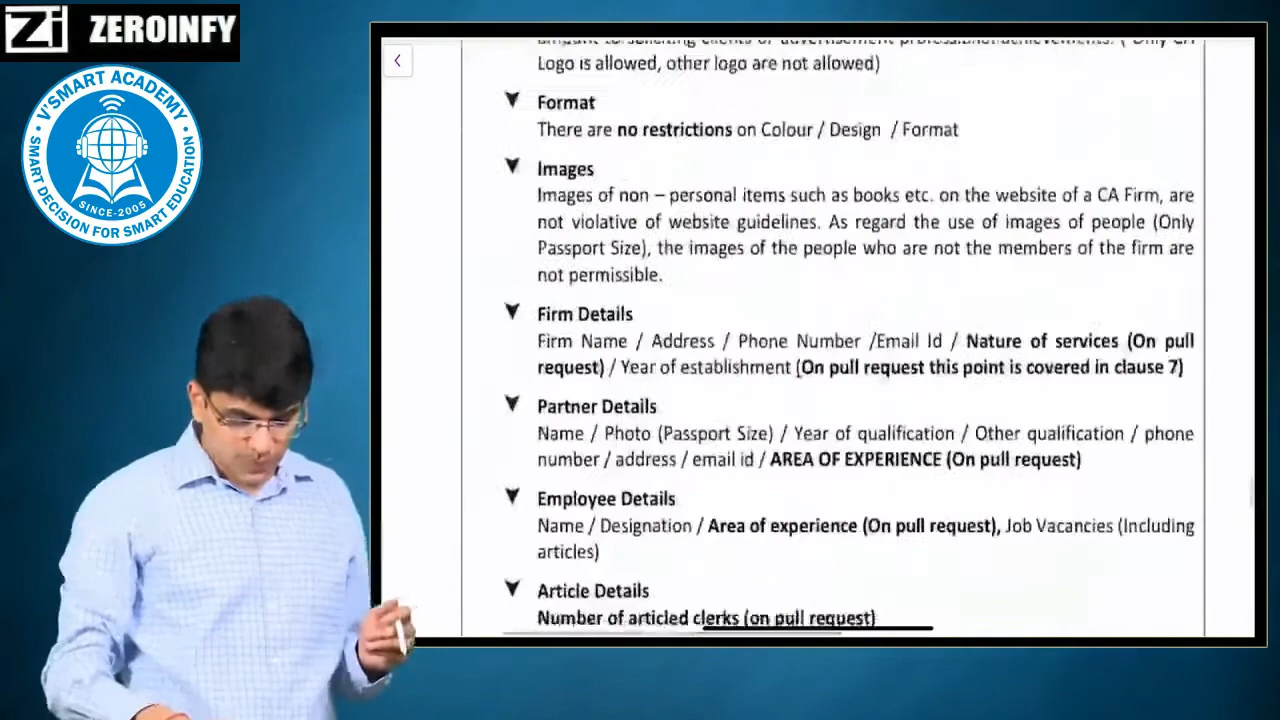 Zi ZEROINFY
V'SMART ACADEMY
SMART DECISION FOR SMART EDUCATION
SINCE-2005
Logo is allowed, other logo are not allowed)
Format
There are no restrictions on Colour / Design / Format
Images
Images of non – personal items such as books etc. on the website of a CA Firm, are
not violative of website guidelines. As regard the use of images of people (Only
Passport Size), the images of the people who are not the members of the firm are
not permissible.
Firm Details
Firm Name / Address / Phone Number /Email Id / Nature of services (On pull
request) / Year of establishment (On pull request this point is covered in clause 7)
Partner Details
Name / Photo (Passport Size) / Year of qualification / Other qualification / phone
number / address / email id / AREA OF EXPERIENCE (On pull request)
Employee Details
Name / Designation / Area of experience (On pull request), Job Vacancies (Including
articles)
Article Details
Number of articled clerks (on pull request)